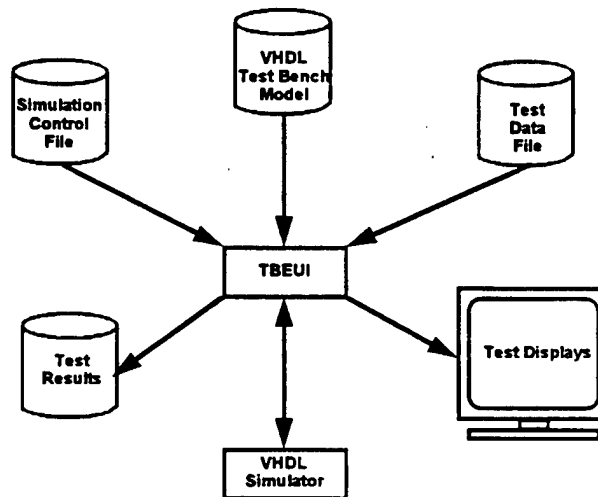 VHDL
Test Bench
Model
Simulation
Control
File
Test
Data
File
TBEUI
Test
Results
Test Displays
VHDL
Simulator